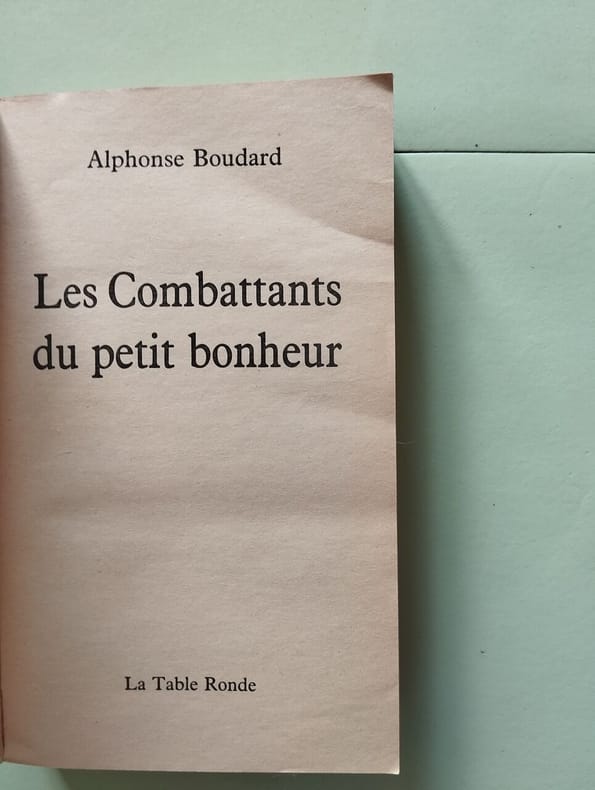 Alphonse Boudard
Les Combattants
du petit bonheur
La Table Ronde